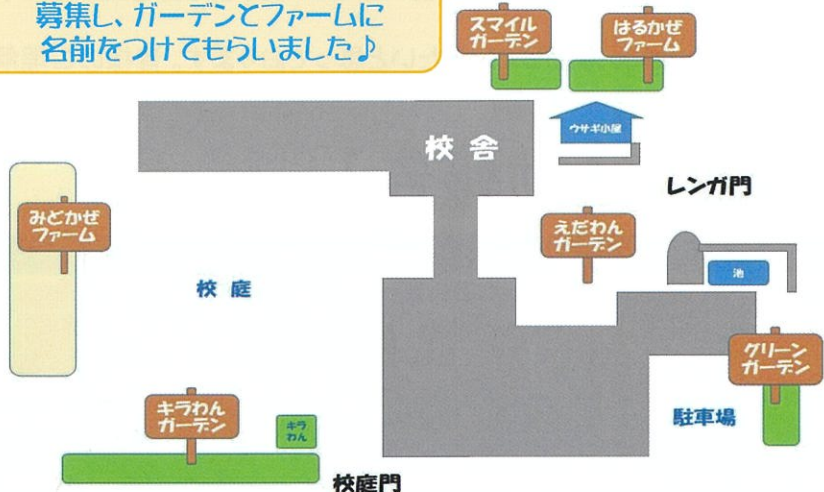 募集し、ガーデンとファームに
名前をつけてもらいました♪
スマイル
ガーデン
はるかぜ
ファーム
ウサギ小屋
校 舎
レンガ門
みどかぜ
ファーム
えだわん
ガーデン
池
校 庭
グリーン
ガーデン
キラわん
ガーデン
キラ
わん
駐車場
校庭門